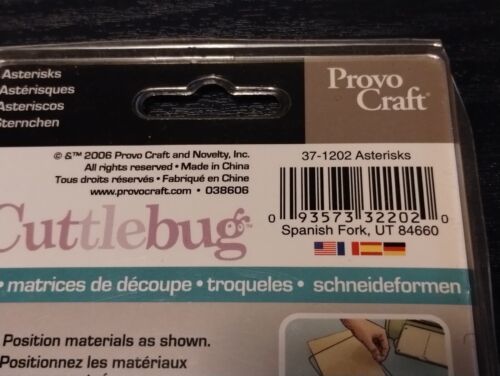 Asterisks
Astérisques
Asteriscos
Sternchen
Provo
Craft®
© &™ 2006 Provo Craft and Novelty, Inc.
All rights reserved • Made in China
Tous droits réservés • Fabriqué en Chine
www.provocraft.com • 038606
37-1202 Asterisks
0 93573 32202 0
Spanish Fork, UT 84660
Cuttlebug™
• matrices de découpe • troqueles • schneideformen
Position materials as shown.
Positionnez les matériaux